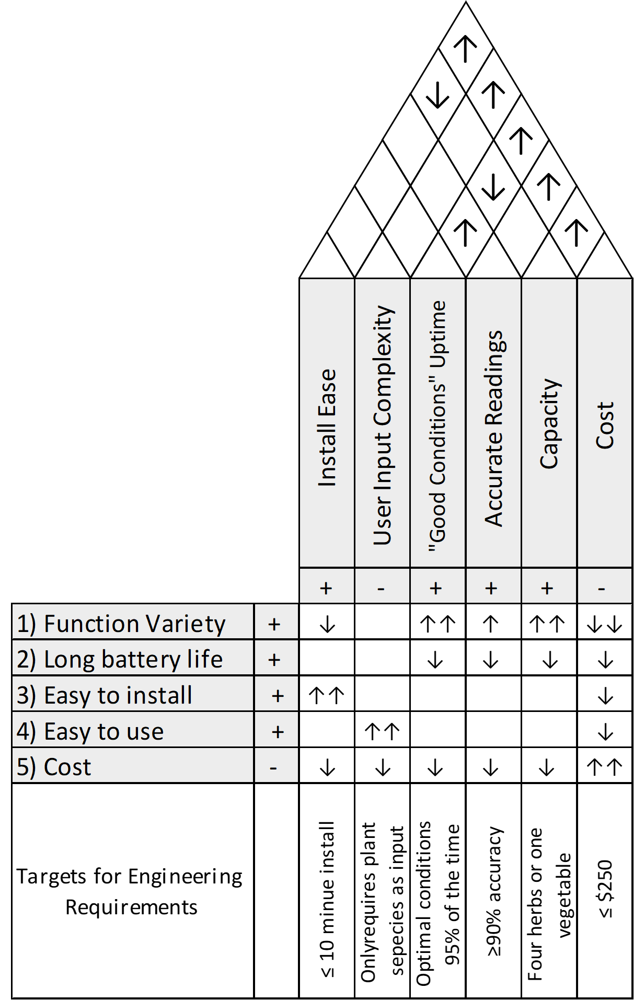 ↑
↓ ↑
↑
↓ ↑
↑ ↑
Install Ease
User Input Complexity
"Good Conditions" Uptime
Accurate Readings
Capacity
Cost
+ - + + + -
1) Function Variety + ↓ ↑↑ ↑ ↑↑ ↓↓
2) Long battery life + ↓ ↓ ↓ ↓
3) Easy to install + ↑↑ ↓
4) Easy to use + ↑↑ ↓
5) Cost - ↓ ↓ ↓ ↓ ↓ ↑↑
Targets for Engineering
Requirements
≤ 10 minue install
Onlyrequires plant
sepecies as input
Optimal conditions
95% of the time
≥90% accuracy
Four herbs or one
vegetable
≤ $250